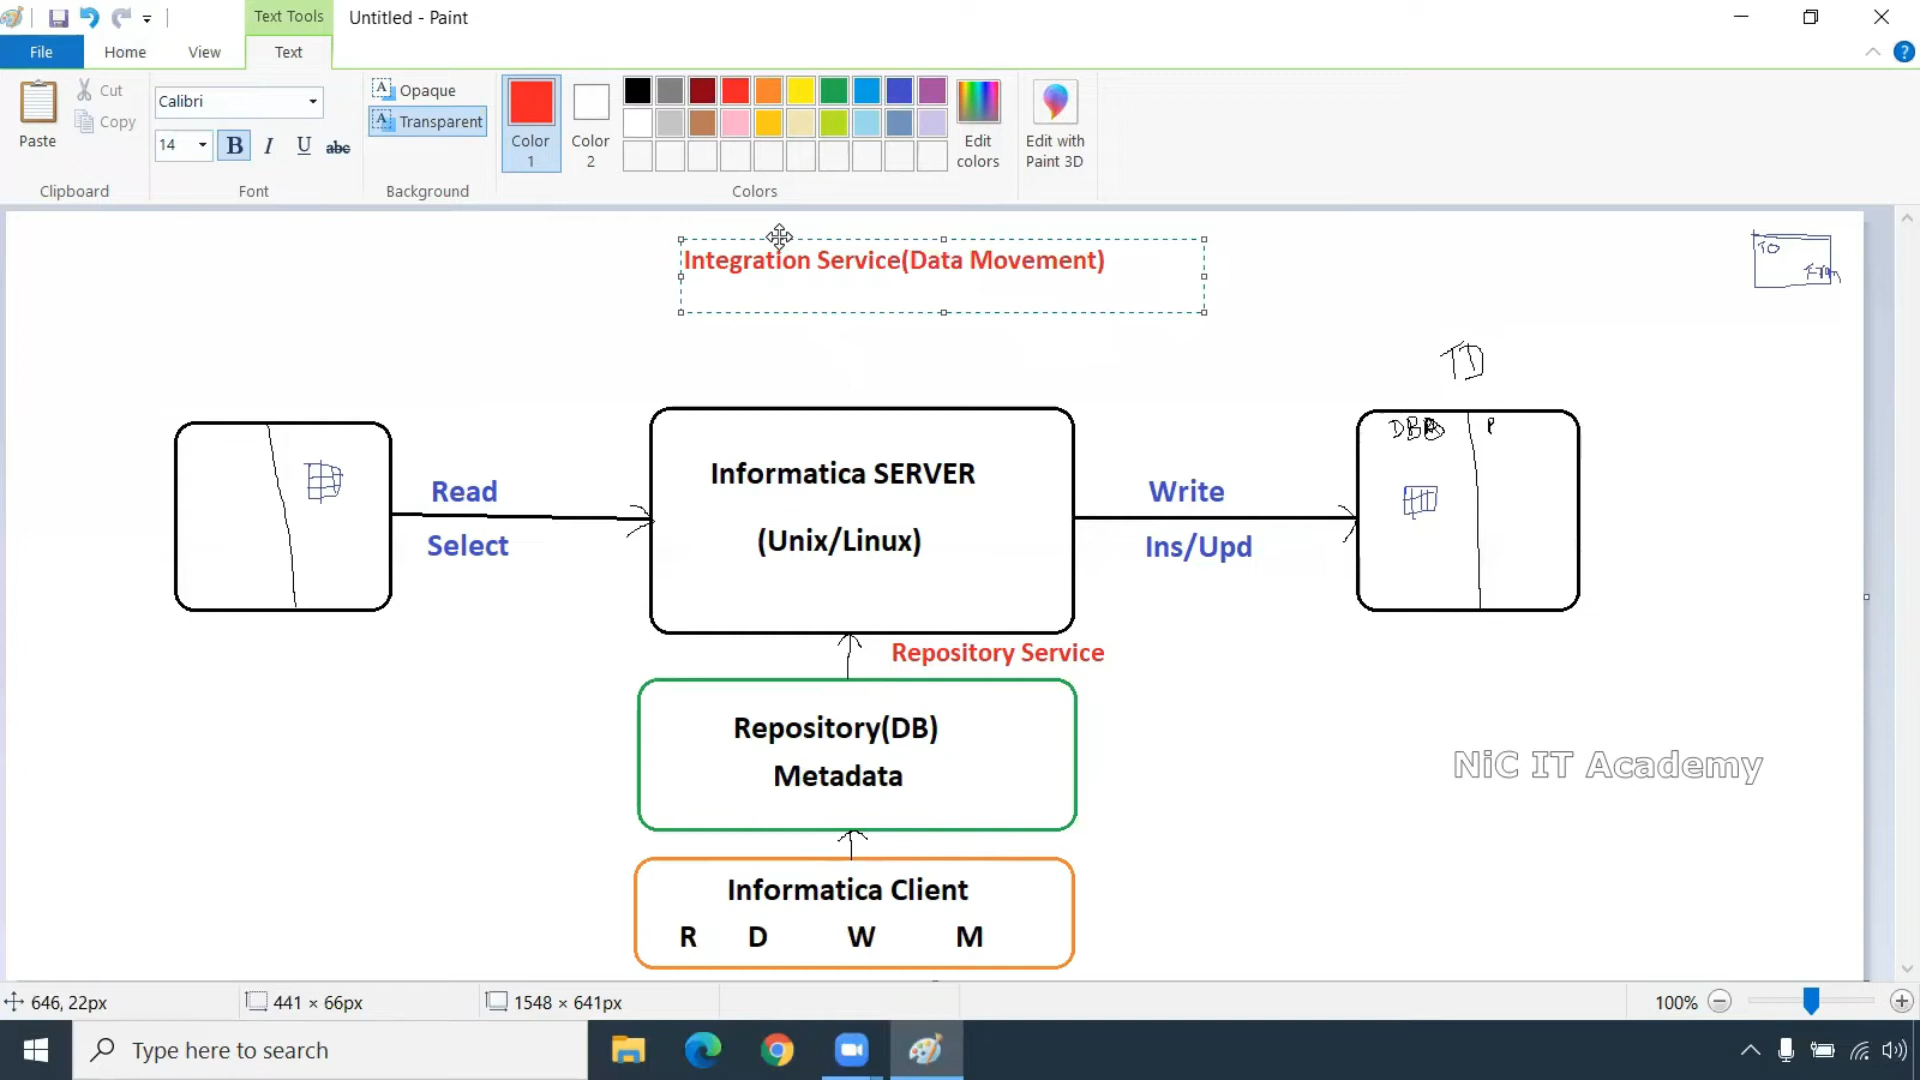 Text Tools
Untitled - Paint
File
Home
View
Text
Paste
Cut
Copy
Clipboard
Calibri
14
B I U abc
Font
A Opaque
A Transparent
Background
Color 1
Color 2
Colors
Edit colors
Edit with Paint 3D
Integration Service(Data Movement)
TO
From
TD
Informatica SERVER
(Unix/Linux)
Read
Select
Write
Ins/Upd
P
Repository Service
Repository(DB)
Metadata
NiC IT Academy
Informatica Client
R D W M
646, 22px
441 × 66px
1548 × 641px
100%
Type here to search